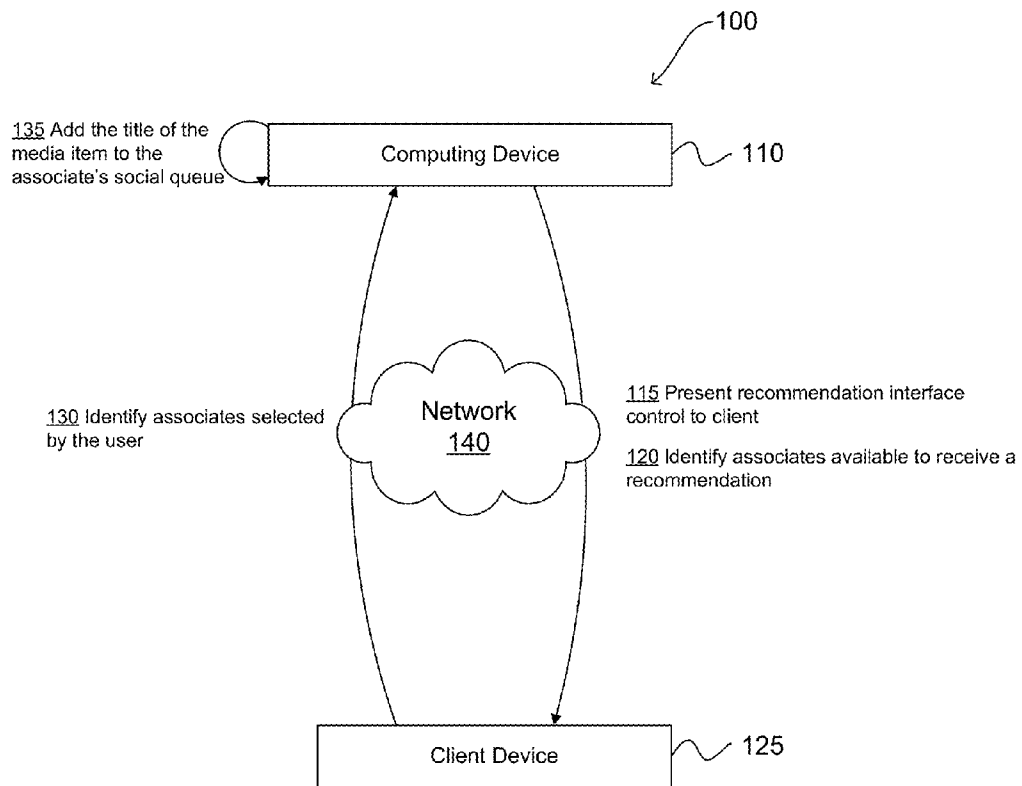 100
135 Add the title of the
media item to the
associate's social queue
Computing Device
110
130 Identify associates selected
by the user
Network
140
115 Present recommendation interface
control to client
120 Identify associates available to receive a
recommendation
Client Device
125